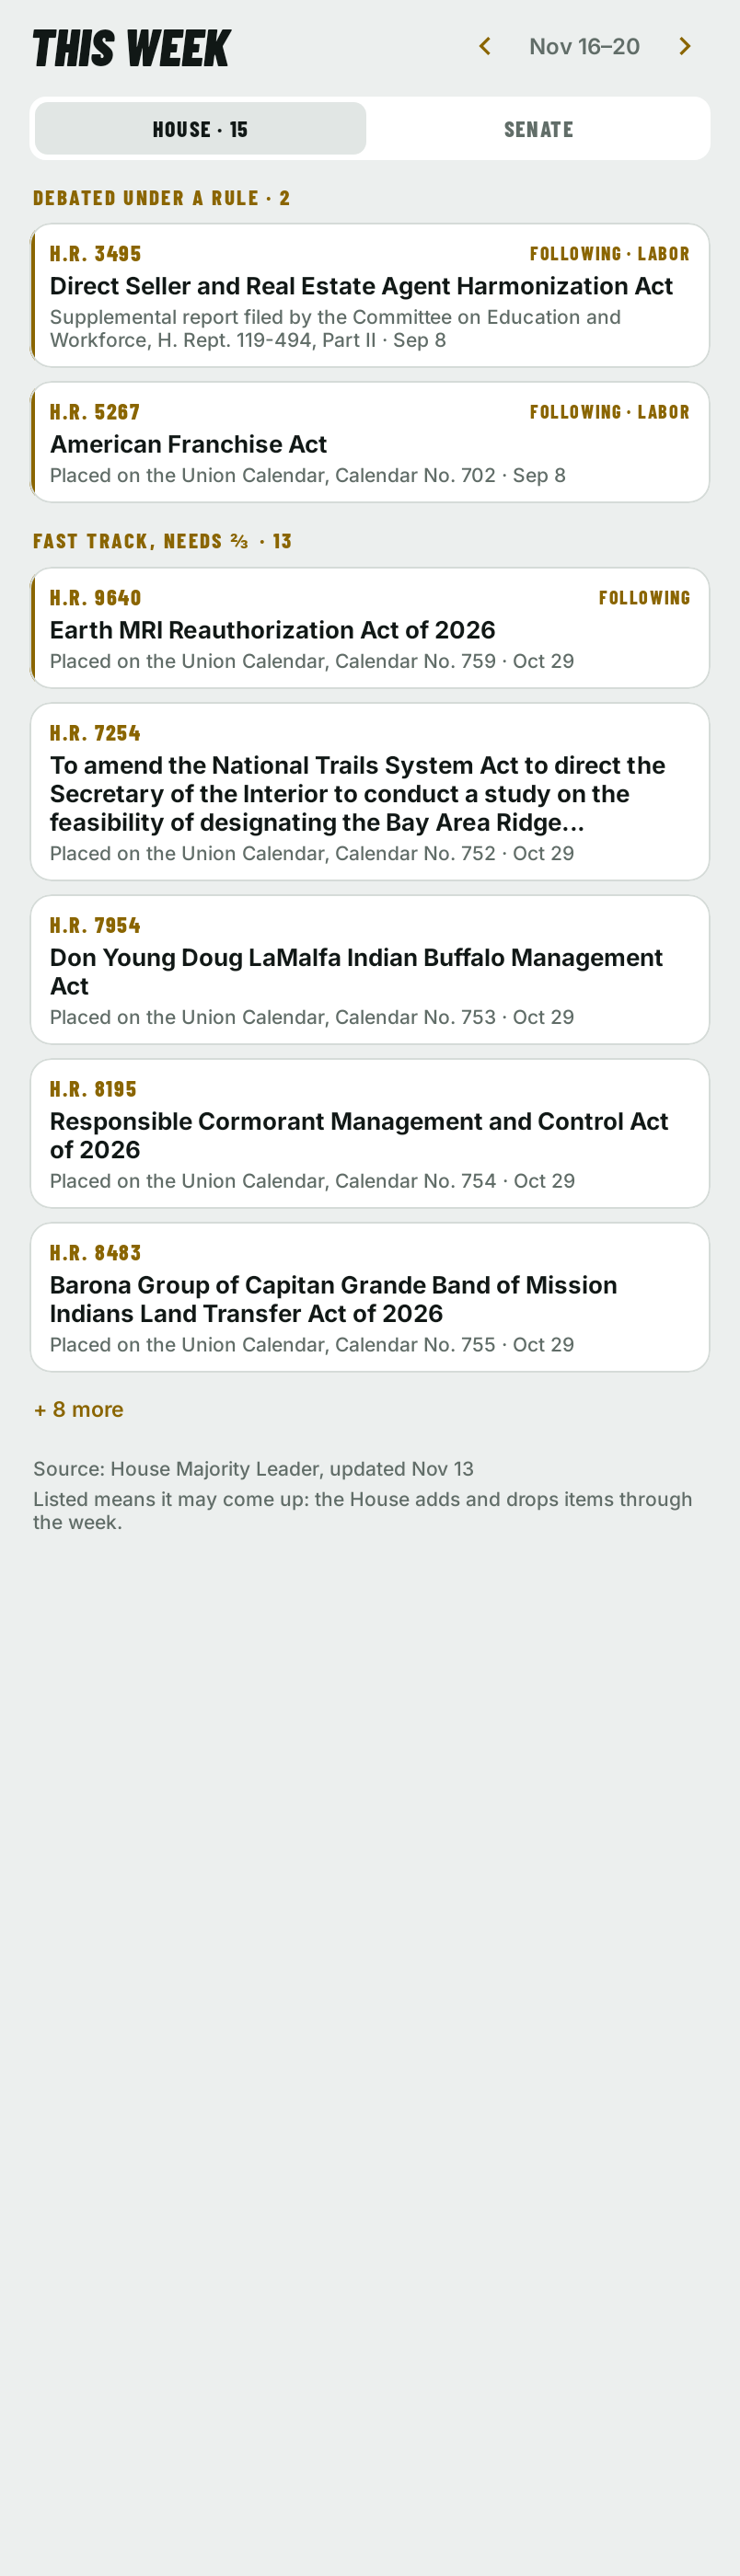 THIS WEEK
Nov 16–20
HOUSE · 15
SENATE
DEBATED UNDER A RULE · 2
H.R. 3495
FOLLOWING · LABOR
Direct Seller and Real Estate Agent Harmonization Act
Supplemental report filed by the Committee on Education and
Workforce, H. Rept. 119-494, Part II · Sep 8
H.R. 5267
FOLLOWING · LABOR
American Franchise Act
Placed on the Union Calendar, Calendar No. 702 · Sep 8
FAST TRACK, NEEDS ⅔ · 13
H.R. 9640
FOLLOWING
Earth MRI Reauthorization Act of 2026
Placed on the Union Calendar, Calendar No. 759 · Oct 29
H.R. 7254
To amend the National Trails System Act to direct the
Secretary of the Interior to conduct a study on the
feasibility of designating the Bay Area Ridge...
Placed on the Union Calendar, Calendar No. 752 · Oct 29
H.R. 7954
Don Young Doug LaMalfa Indian Buffalo Management
Act
Placed on the Union Calendar, Calendar No. 753 · Oct 29
H.R. 8195
Responsible Cormorant Management and Control Act
of 2026
Placed on the Union Calendar, Calendar No. 754 · Oct 29
H.R. 8483
Barona Group of Capitan Grande Band of Mission
Indians Land Transfer Act of 2026
Placed on the Union Calendar, Calendar No. 755 · Oct 29
+ 8 more
Source: House Majority Leader, updated Nov 13
Listed means it may come up: the House adds and drops items through
the week.